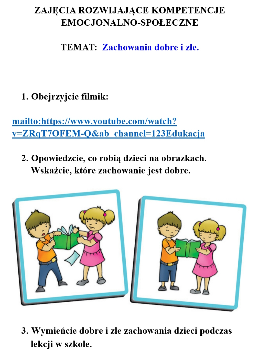 ZAJĘCIA ROZWIJAJĄCE KOMPETENCJE
EMOCJONALNO-SPOŁECZNE
TEMAT: Zachowania dobre i złe.
1. Obejrzyjcie filmik:
mailto:https://www.youtube.com/watch?
v=ZRqT7OFEM-Q&ab_channel=123Edukacja
2. Opowiedzcie, co robią dzieci na obrazkach.
Wskażcie, które zachowanie jest dobre.
3. Wymieńcie dobre i złe zachowania dzieci podczas
lekcji w szkole.